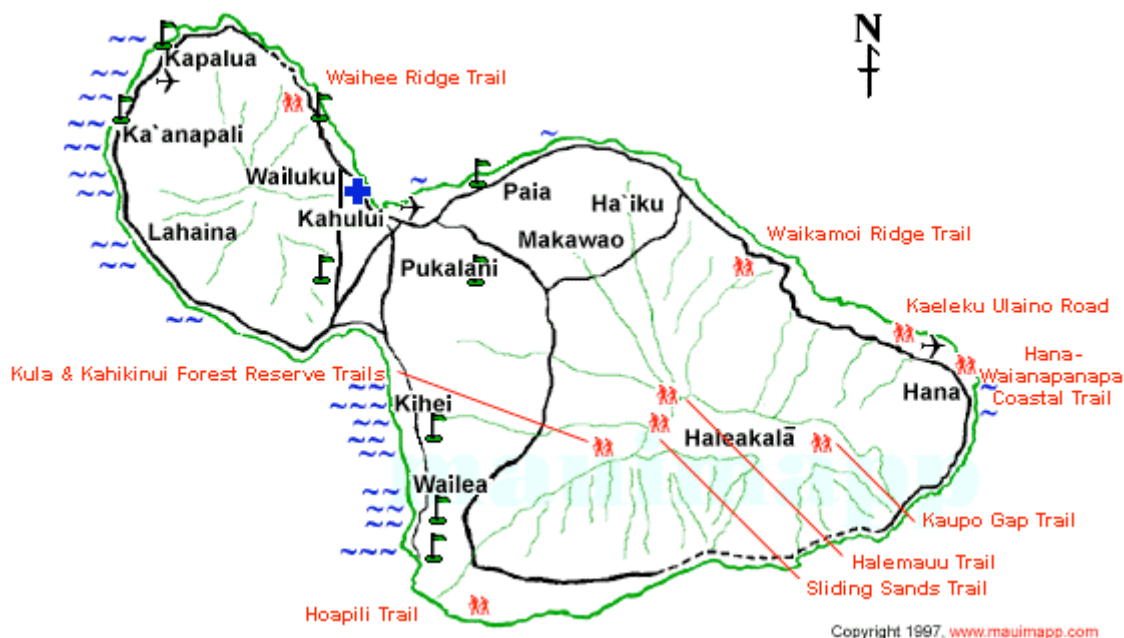 N
Kapalua
Waihee Ridge Trail
Ka`anapali
Wailuku
Kahului
Paia
Ha`iku
Lahaina
Makawao
Waikamoi Ridge Trail
Pukalani
Kaeleku Ulaino Road
Hana-
Waianapanapa
Coastal Trail
Kula & Kahikinui Forest Reserve Trails
Hana
Kihei
Haleakalā
mauimapp
Wailea
Kaupo Gap Trail
Halemauu Trail
Sliding Sands Trail
Hoapili Trail
Copyright 1997, www.mauimapp.com